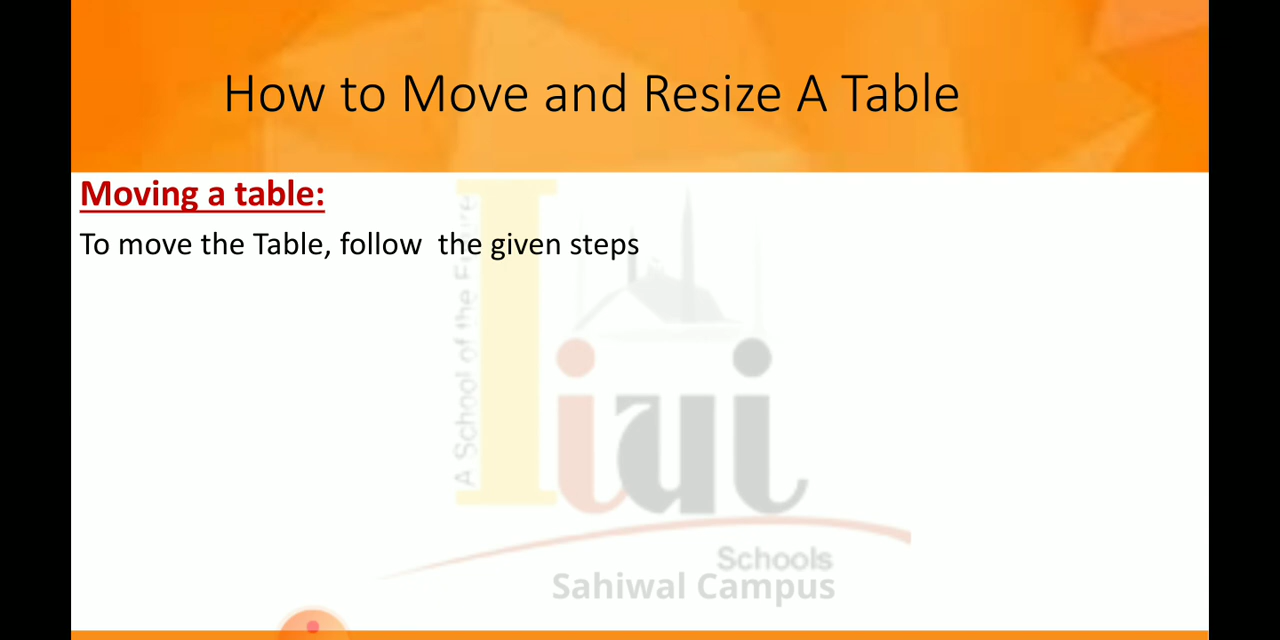 How to Move and Resize A Table
Moving a table:
To move the Table, follow the given steps
A School of the Future
Iiui
Schools
Sahiwal Campus